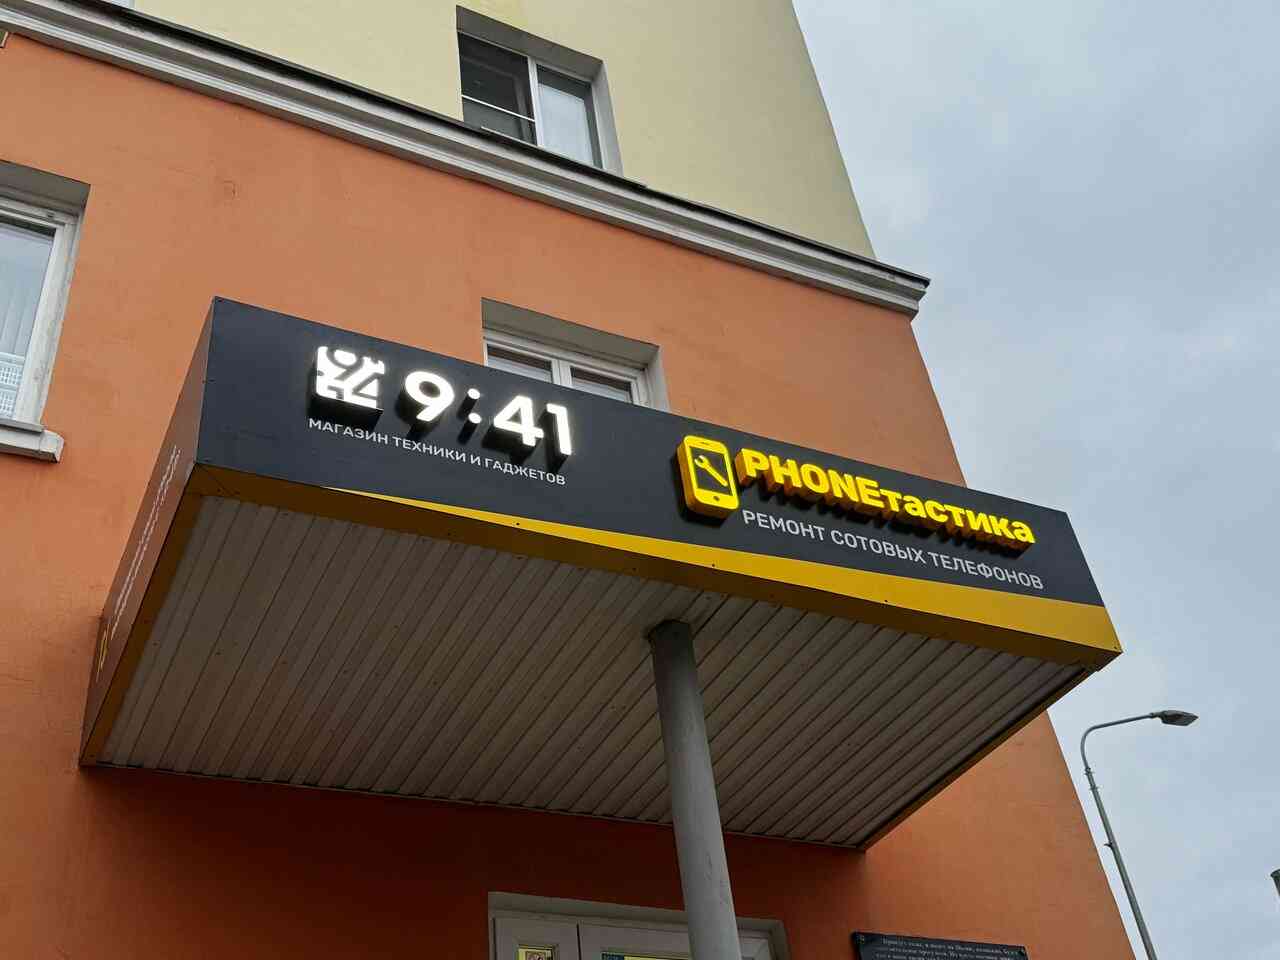 9:41
МАГАЗИН ТЕХНИКИ И ГАДЖЕТОВ
PHONEтастика
РЕМОНТ СОТОВЫХ ТЕЛЕФОНОВ